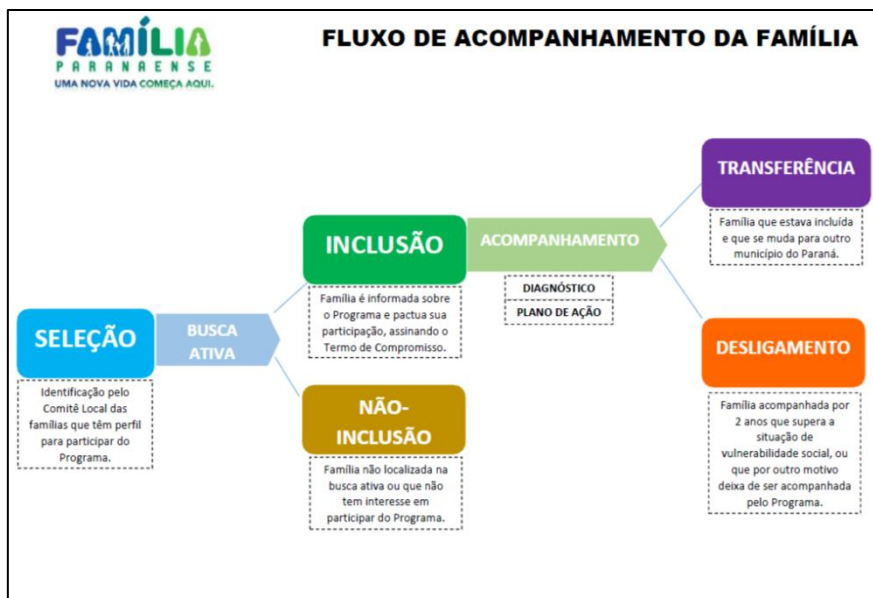 FAMÍLIA
PARANAENSE
UMA NOVA VIDA COMEÇA AQUI.
FLUXO DE ACOMPANHAMENTO DA FAMÍLIA
SELEÇÃO
Identificação pelo
Comitê Local das
famílias que têm perfil
para participar do
Programa.
BUSCA
ATIVA
INCLUSÃO
Família é informada sobre
o Programa e pactua sua
participação, assinando o
Termo de Compromisso.
NÃO-
INCLUSÃO
Família não localizada na
busca ativa ou que não
tem interesse em
participar do Programa.
ACOMPANHAMENTO
DIAGNÓSTICO
PLANO DE AÇÃO
TRANSFERÊNCIA
Família que estava incluída
e que se muda para outro
município do Paraná.
DESLIGAMENTO
Família acompanhada por
2 anos que supera a
situação de
vulnerabilidade social, ou
que por outro motivo
deixa de ser acompanhada
pelo Programa.